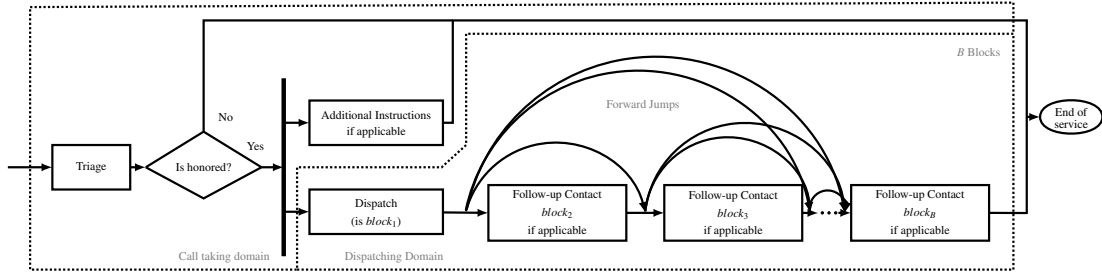 B Blocks
No
Additional Instructions
if applicable
Forward Jumps
End of
service
Triage
Is honored?
Yes
Dispatch
(is block1)
Follow-up Contact
block2
if applicable
Follow-up Contact
block3
if applicable
Follow-up Contact
blockB
if applicable
Call taking domain
Dispatching Domain